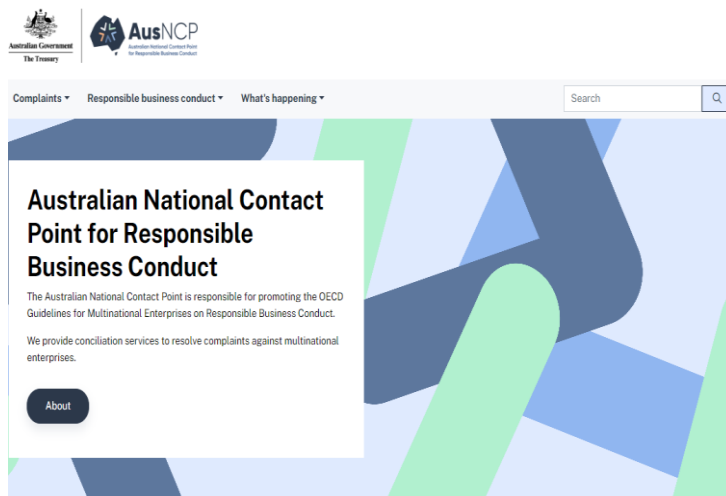 Australian Government
The Treasury
AusNCP
Australian National Contact Point
for Responsible Business Conduct
Complaints
Responsible business conduct
What's happening
Search
Australian National Contact
Point for Responsible
Business Conduct
The Australian National Contact Point is responsible for promoting the OECD
Guidelines for Multinational Enterprises on Responsible Business Conduct.
We provide conciliation services to resolve complaints against multinational
enterprises.
About